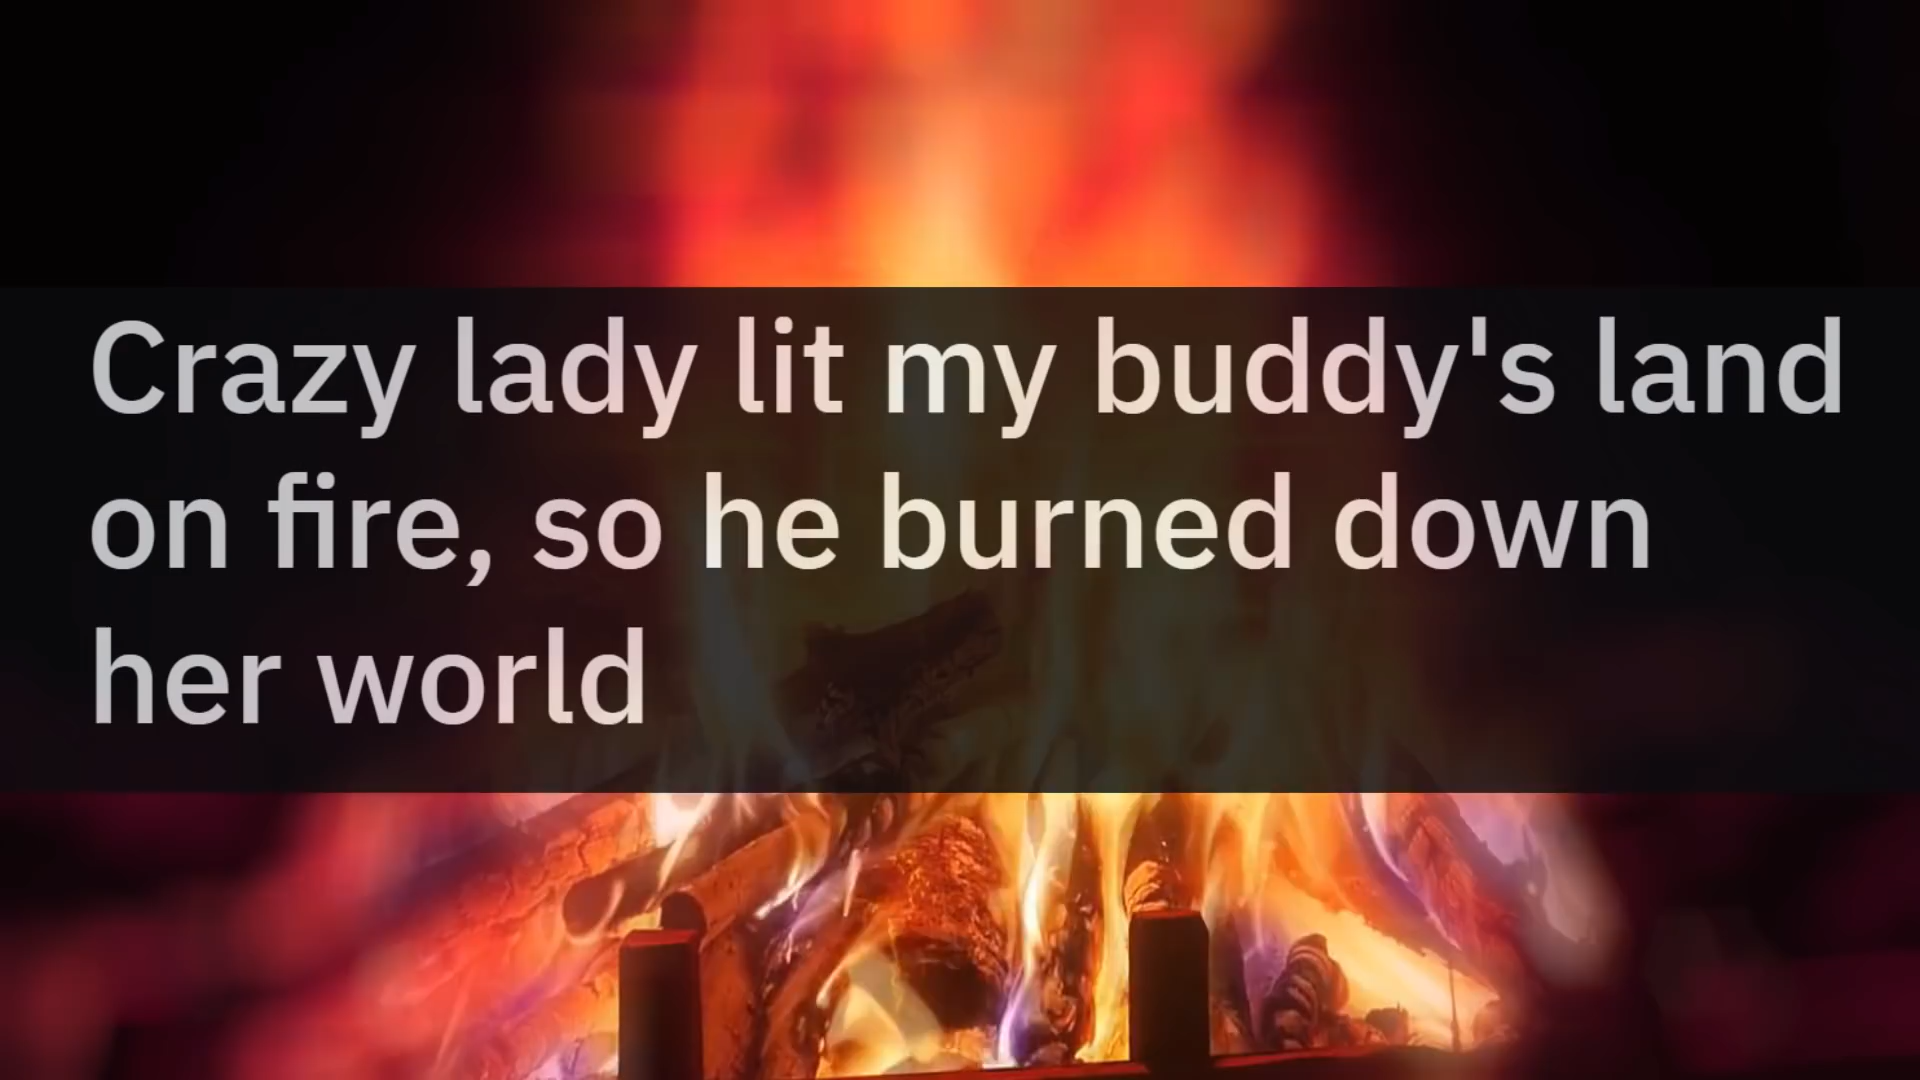 Crazy lady lit my buddy's land
on fire, so he burned down
her world